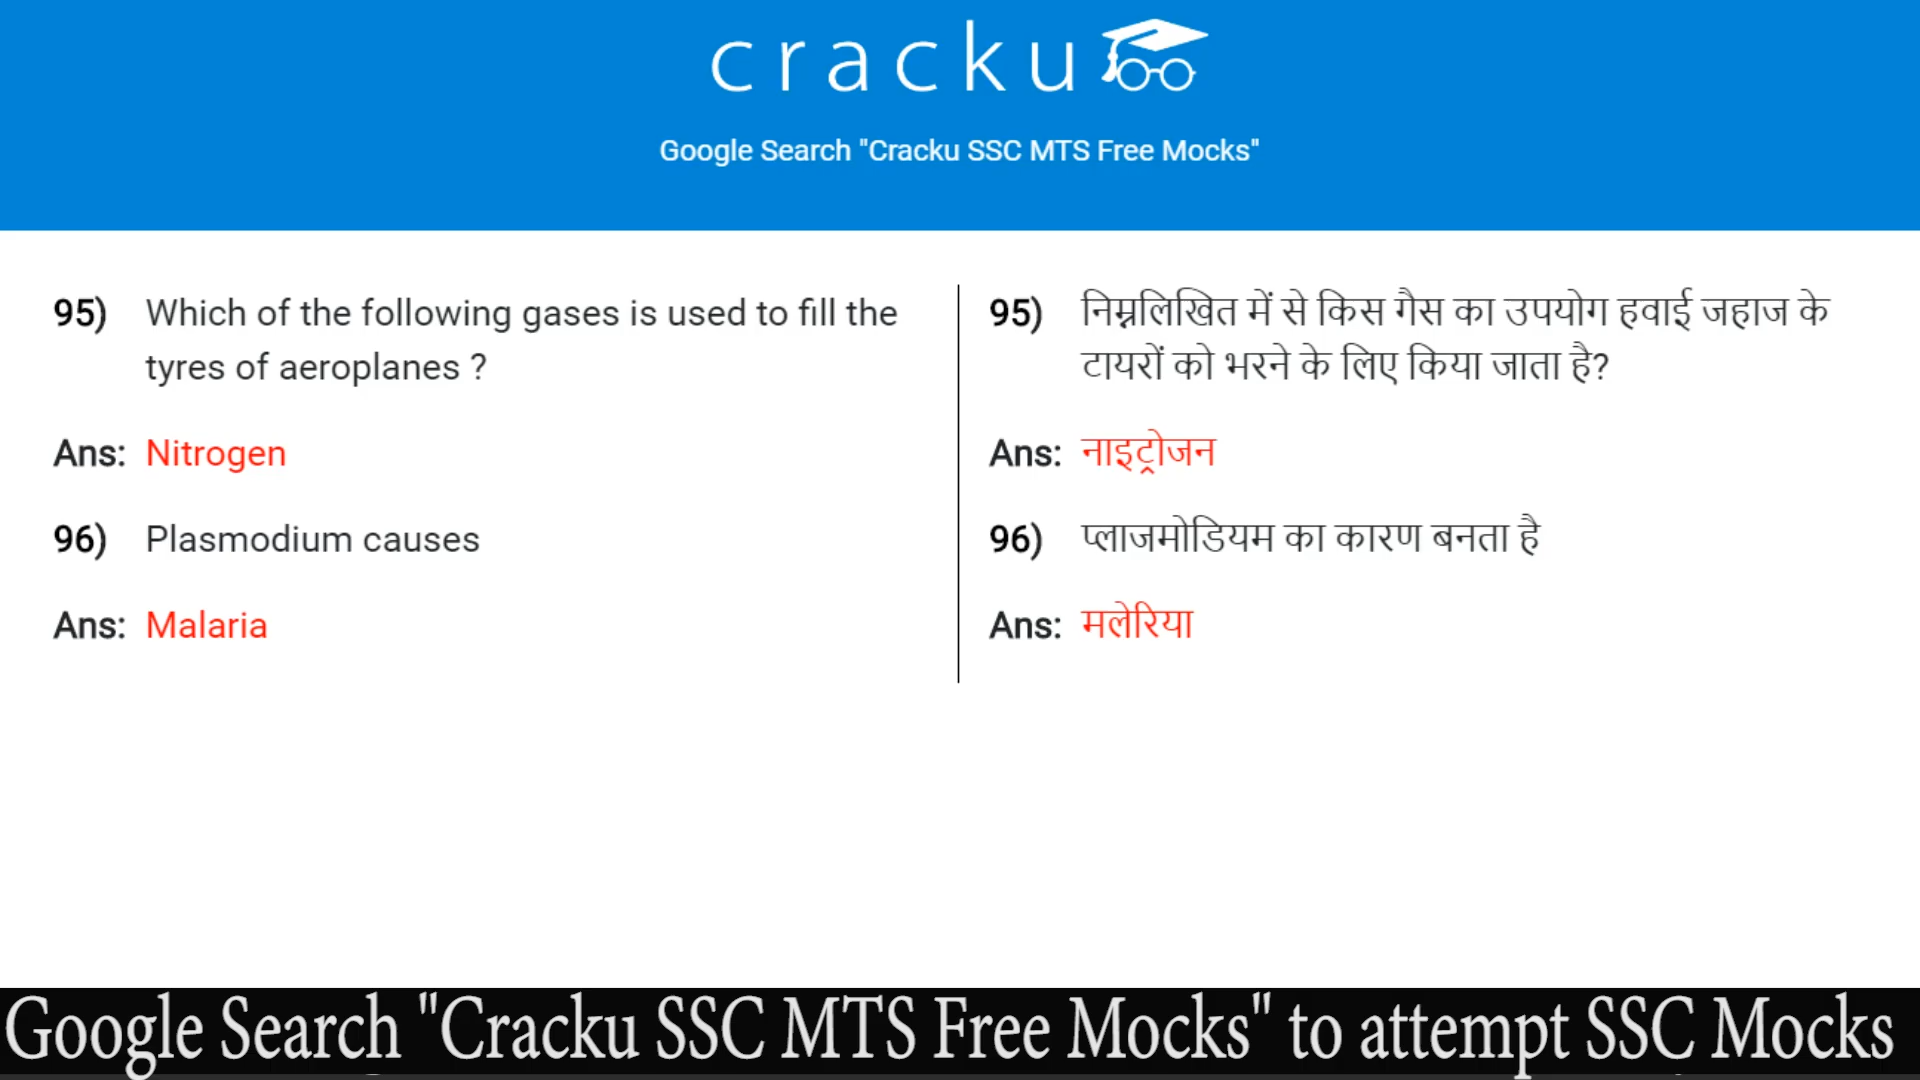 cracku
Google Search "Cracku SSC MTS Free Mocks"
95) Which of the following gases is used to fill the
tyres of aeroplanes ?
Ans: Nitrogen
96) Plasmodium causes
Ans: Malaria
95) निम्नलिखित में से किस गैस का उपयोग हवाई जहाज के
टायरों को भरने के लिए किया जाता है?
Ans: नाइट्रोजन
96) प्लाजमोडियम का कारण बनता है
Ans: मलेरिया
Google Search "Cracku SSC MTS Free Mocks" to attempt SSC Mocks